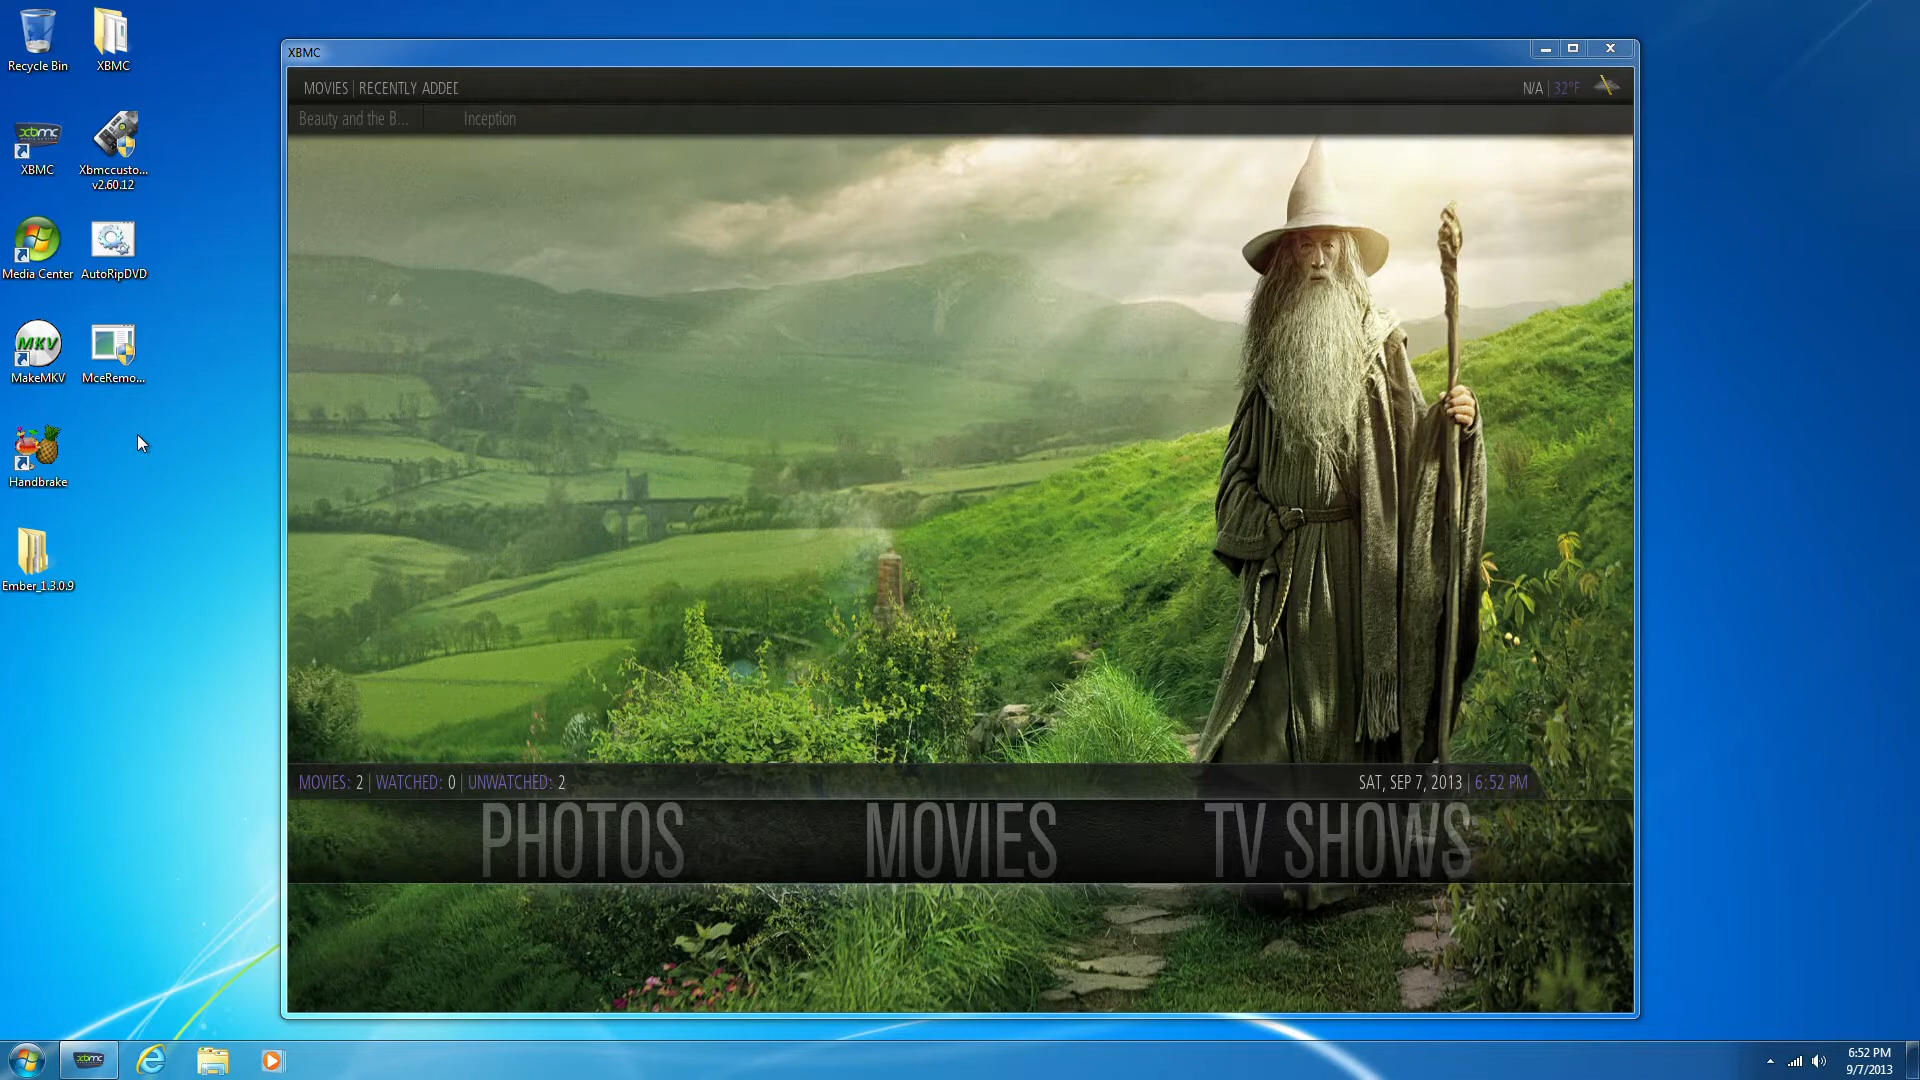 Recycle Bin
XBMC
XBMC
Xbmccusto...
v2.60.12
Media Center
AutoRipDVD
MKV
MakeMKV
MceRemo...
Handbrake
Ember_1.3.0.9
XBMC
MOVIES | RECENTLY ADDED
N/A | 32°F
Beauty and the B...
Inception
MOVIES: 2 | WATCHED: 0 | UNWATCHED: 2
SAT, SEP 7, 2013 | 6:52 PM
PHOTOS
MOVIES
TV SHOWS
xbmc
6:52 PM
9/7/2013